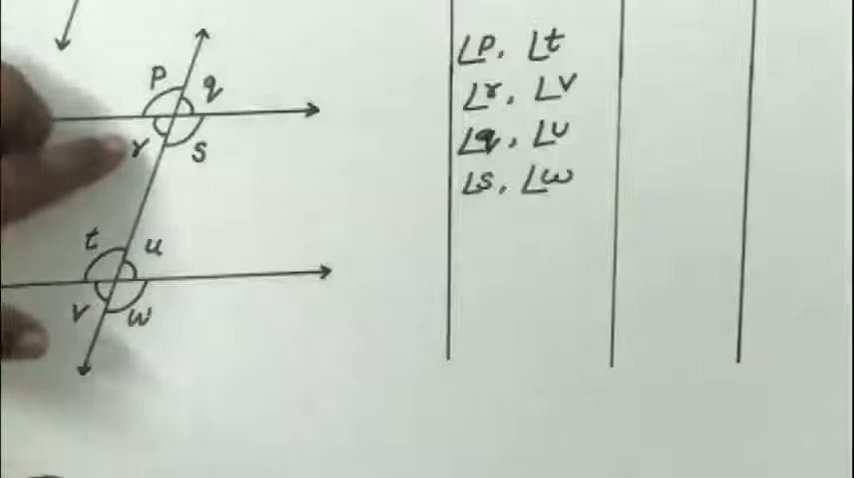 p q
r s
t u
v w
∠p, ∠t
∠r, ∠v
∠q, ∠u
∠s, ∠w